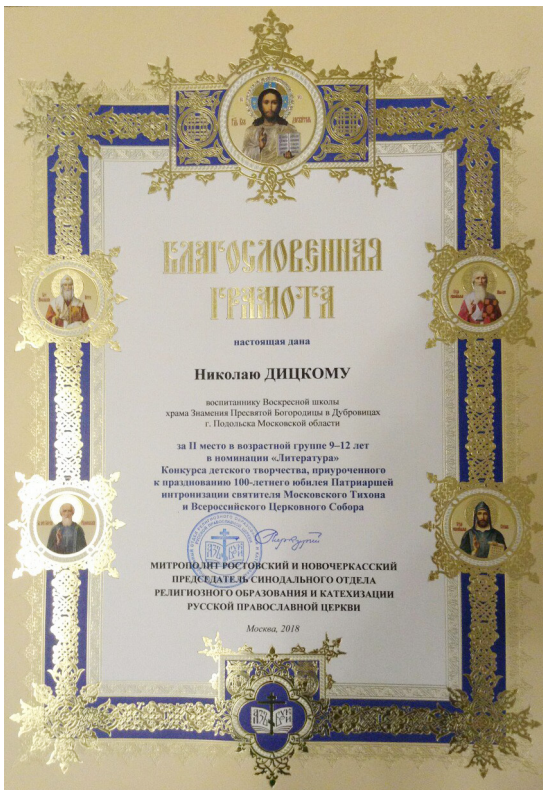 БЛАГОСЛОВЕННАЯ
ГРАМОТА
настоящая дана
Николаю ДИЦКОМУ
воспитаннику Воскресной школы
храма Знамения Пресвятой Богородицы в Дубровицах
г. Подольска Московской области
за II место в возрастной группе 9–12 лет
в номинации «Литература»
Конкурса детского творчества, приуроченного
к празднованию 100-летнего юбилея Патриаршей
интронизации святителя Московского Тихона
и Всероссийского Церковного Собора
МИТРОПОЛИТ РОСТОВСКИЙ И НОВОЧЕРКАССКИЙ
ПРЕДСЕДАТЕЛЬ СИНОДАЛЬНОГО ОТДЕЛА
РЕЛИГИОЗНОГО ОБРАЗОВАНИЯ И КАТЕХИЗАЦИИ
РУССКОЙ ПРАВОСЛАВНОЙ ЦЕРКВИ
Москва, 2018